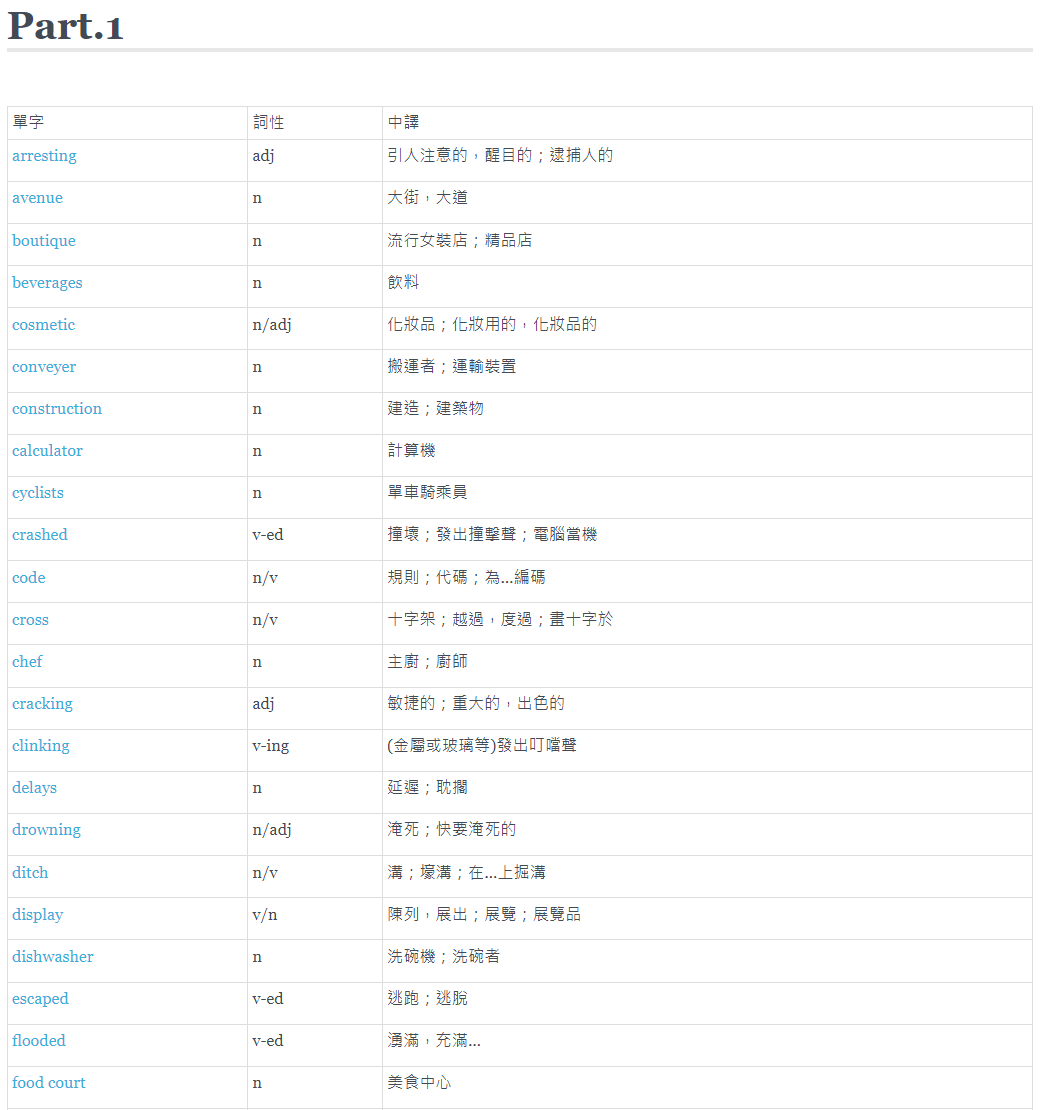 Part.1
單字 詞性 中譯
arresting adj 引人注意的，醒目的；逮捕人的
avenue n 大街，大道
boutique n 流行女裝店；精品店
beverages n 飲料
cosmetic n/adj 化妝品；化妝用的，化妝品的
conveyer n 搬運者；運輸裝置
construction n 建造；建築物
calculator n 計算機
cyclists n 單車騎乘員
crashed v-ed 撞壞；發出撞擊聲；電腦當機
code n/v 規則；代碼；為...編碼
cross n/v 十字架；越過，度過；畫十字於
chef n 主廚；廚師
cracking adj 敏捷的；重大的，出色的
clinking v-ing (金屬或玻璃等)發出叮噹聲
delays n 延遲；耽擱
drowning n/adj 淹死；快要淹死的
ditch n/v 溝；壕溝；在...上掘溝
display v/n 陳列，展出；展覽；展覽品
dishwasher n 洗碗機；洗碗者
escaped v-ed 逃跑；逃脫
flooded v-ed 湧滿，充滿...
food court n 美食中心